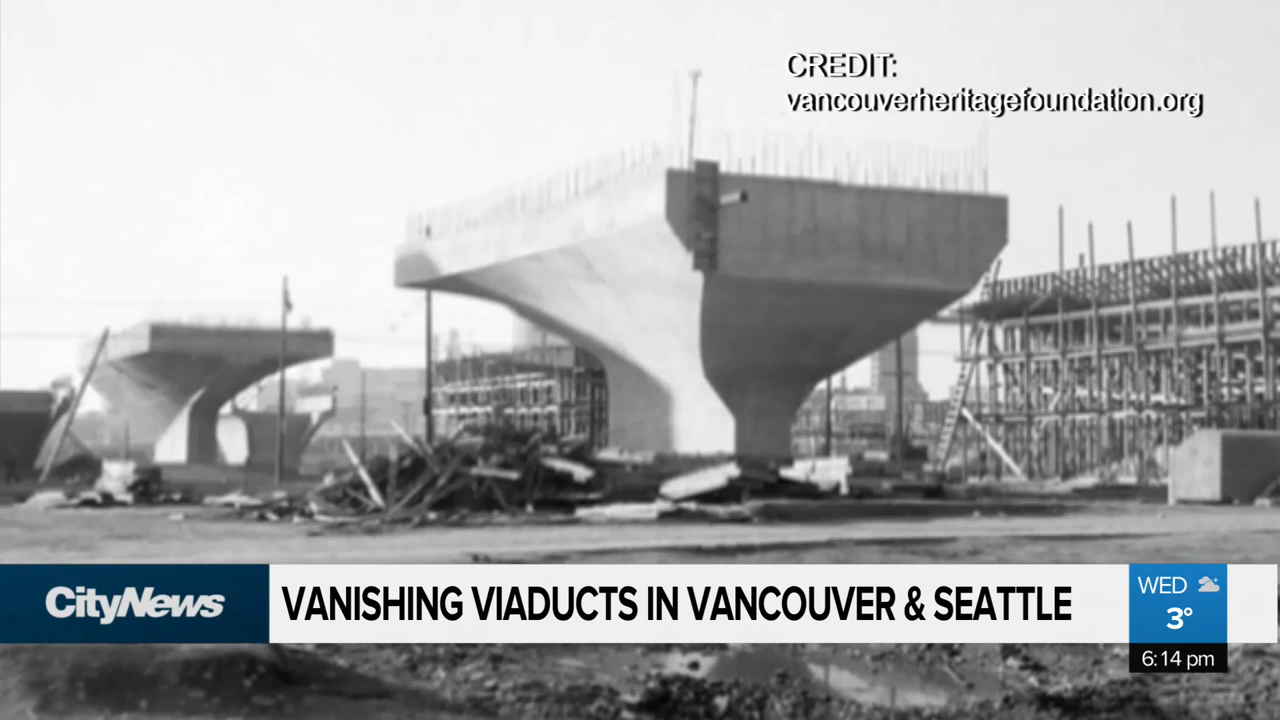 CREDIT:
vancouverheritagefoundation.org
CityNews
VANISHING VIADUCTS IN VANCOUVER & SEATTLE
WED
3°
6:14 pm